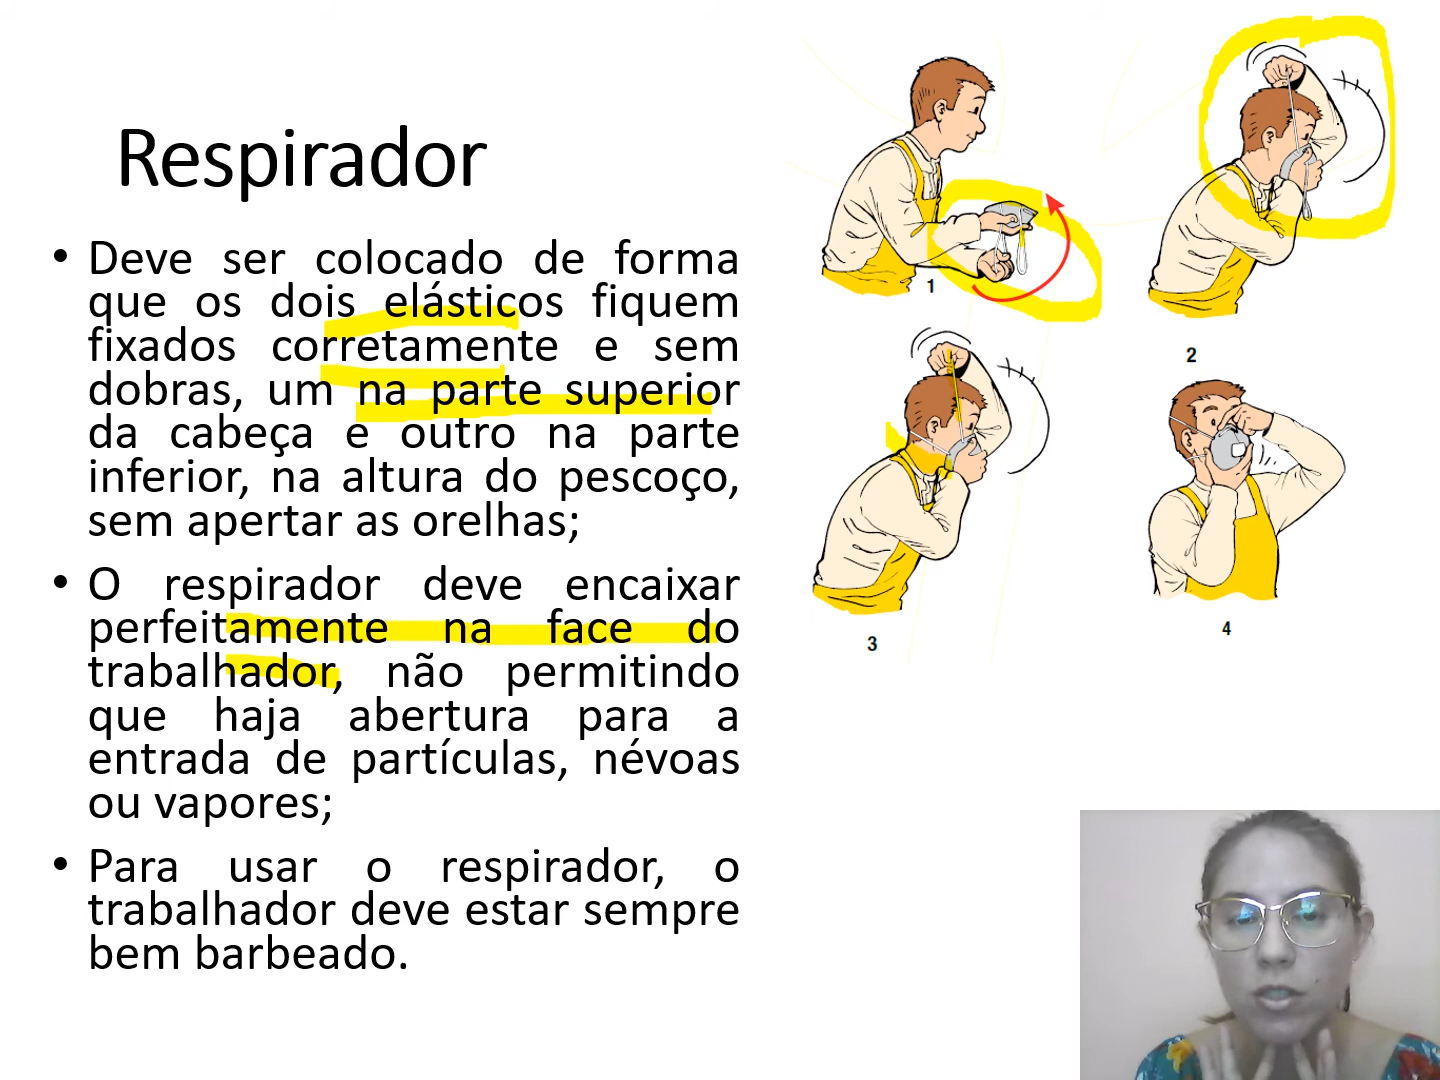 Respirador
• Deve ser colocado de forma
que os dois elásticos fiquem
fixados corretamente e sem
dobras, um na parte superior
da cabeça e outro na parte
inferior, na altura do pescoço,
sem apertar as orelhas;
• O respirador deve encaixar
perfeitamente na face do
trabalhador, não permitindo
que haja abertura para a
entrada de partículas, névoas
ou vapores;
• Para usar o respirador, o
trabalhador deve estar sempre
bem barbeado.
1
2
3
4